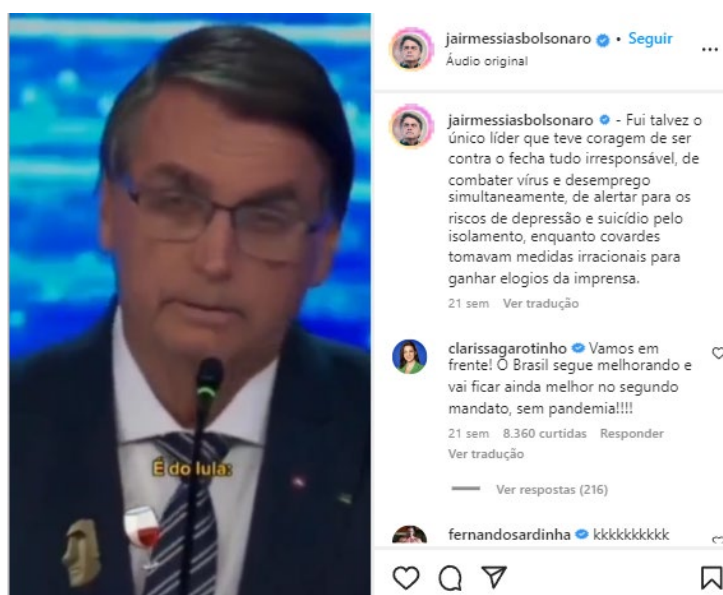 jairmessiasbolsonaro • Seguir
Áudio original
...
jairmessiasbolsonaro - Fui talvez o
único líder que teve coragem de ser
contra o fecha tudo irresponsável, de
combater vírus e desemprego
simultaneamente, de alertar para os
riscos de depressão e suicídio pelo
isolamento, enquanto covardes
tomavam medidas irracionais para
ganhar elogios da imprensa.
21 sem Ver tradução
clarissagarotinho Vamos em
frente! O Brasil segue melhorando e
vai ficar ainda melhor no segundo
mandato, sem pandemia!!!!
21 sem 8.360 curtidas Responder
Ver tradução
Ver respostas (216)
fernandosardinha kkkkkkkkkk
É do lula: